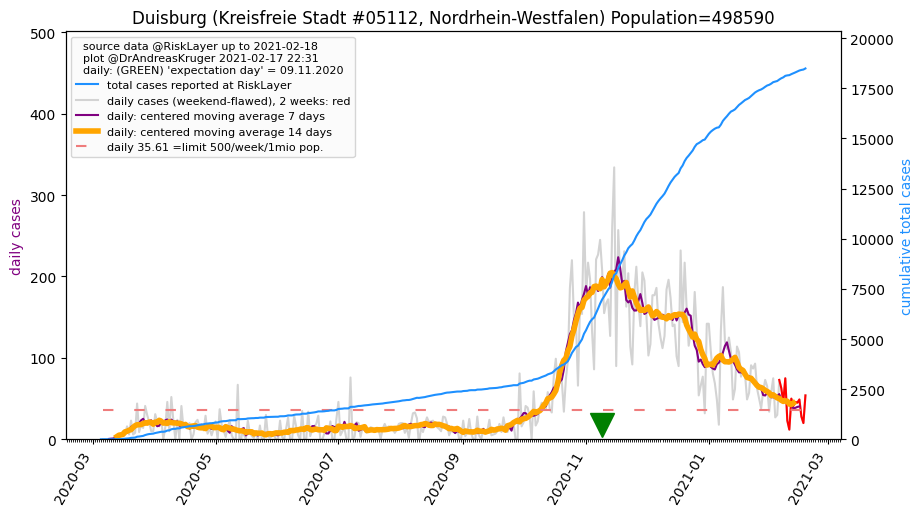 Duisburg (Kreisfreie Stadt #05112, Nordrhein-Westfalen) Population=498590
source data @RiskLayer up to 2021-02-18
plot @DrAndreasKruger 2021-02-17 22:31
daily: (GREEN) 'expectation day' = 09.11.2020
total cases reported at RiskLayer
daily cases (weekend-flawed), 2 weeks: red
daily: centered moving average 7 days
daily: centered moving average 14 days
daily 35.61 =limit 500/week/1mio pop.
daily cases
500
400
300
200
100
0
cumulative total cases
20000
17500
15000
12500
10000
7500
5000
2500
0
2020-03
2020-05
2020-07
2020-09
2020-11
2021-01
2021-03